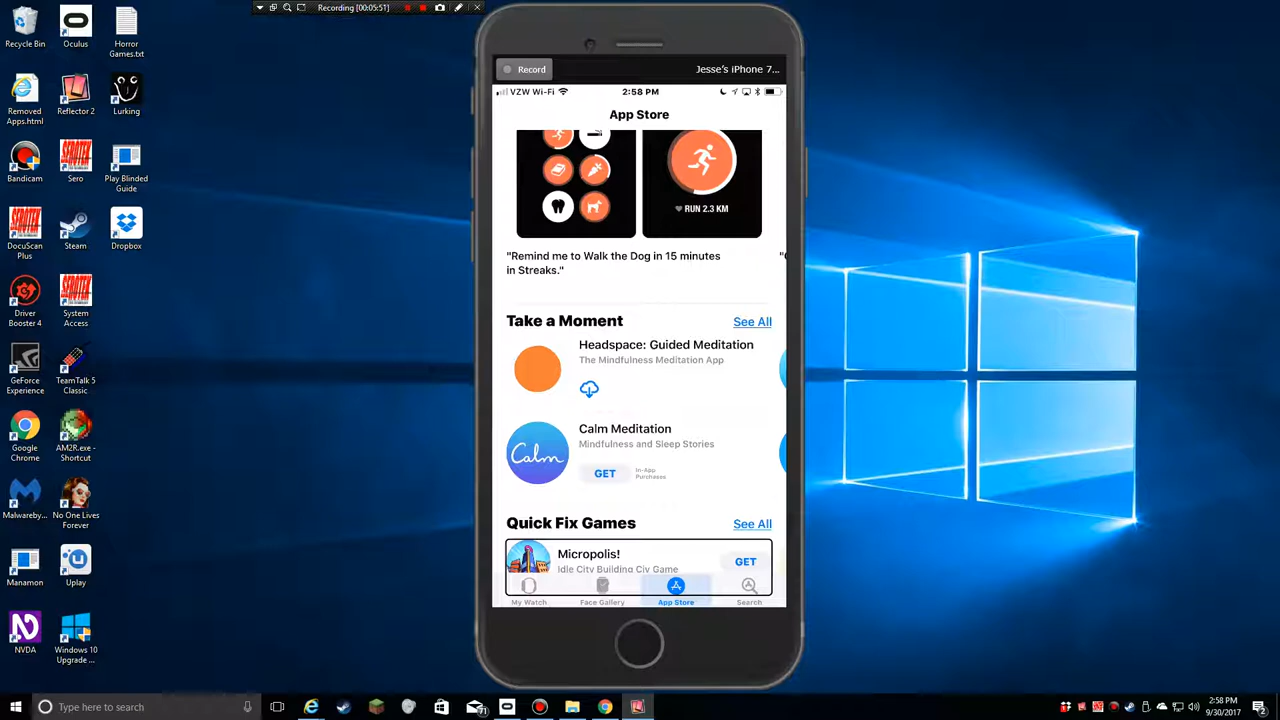 Recording [00:05:51]
Recycle Bin
Oculus
Horror Games.txt
Removed Apps.html
Reflector 2
Lurking
Bandicam
SEROTEK
Sero
Play Blinded Guide
SEROTEK
DocuScan Plus
Steam
Dropbox
Driver Booster 4
SEROTEK
System Access
GeForce Experience
TeamTalk 5 Classic
Google Chrome
AM2R.exe - Shortcut
Malwareby...
No One Lives Forever
Manamon
Uplay
NVDA
Windows 10 Upgrade ...
Record
Jesse's iPhone 7...
VZW Wi-Fi
2:58 PM
App Store
RUN 2.3 KM
"Remind me to Walk the Dog in 15 minutes
in Streaks."
Take a Moment
See All
Headspace: Guided Meditation
The Mindfulness Meditation App
Calm
Calm Meditation
Mindfulness and Sleep Stories
GET
In-App
Purchases
Quick Fix Games
See All
Micropolis!
Idle City Building Civ Game
GET
My Watch
Face Gallery
App Store
Search
Type here to search
2:58 PM
9/30/2017